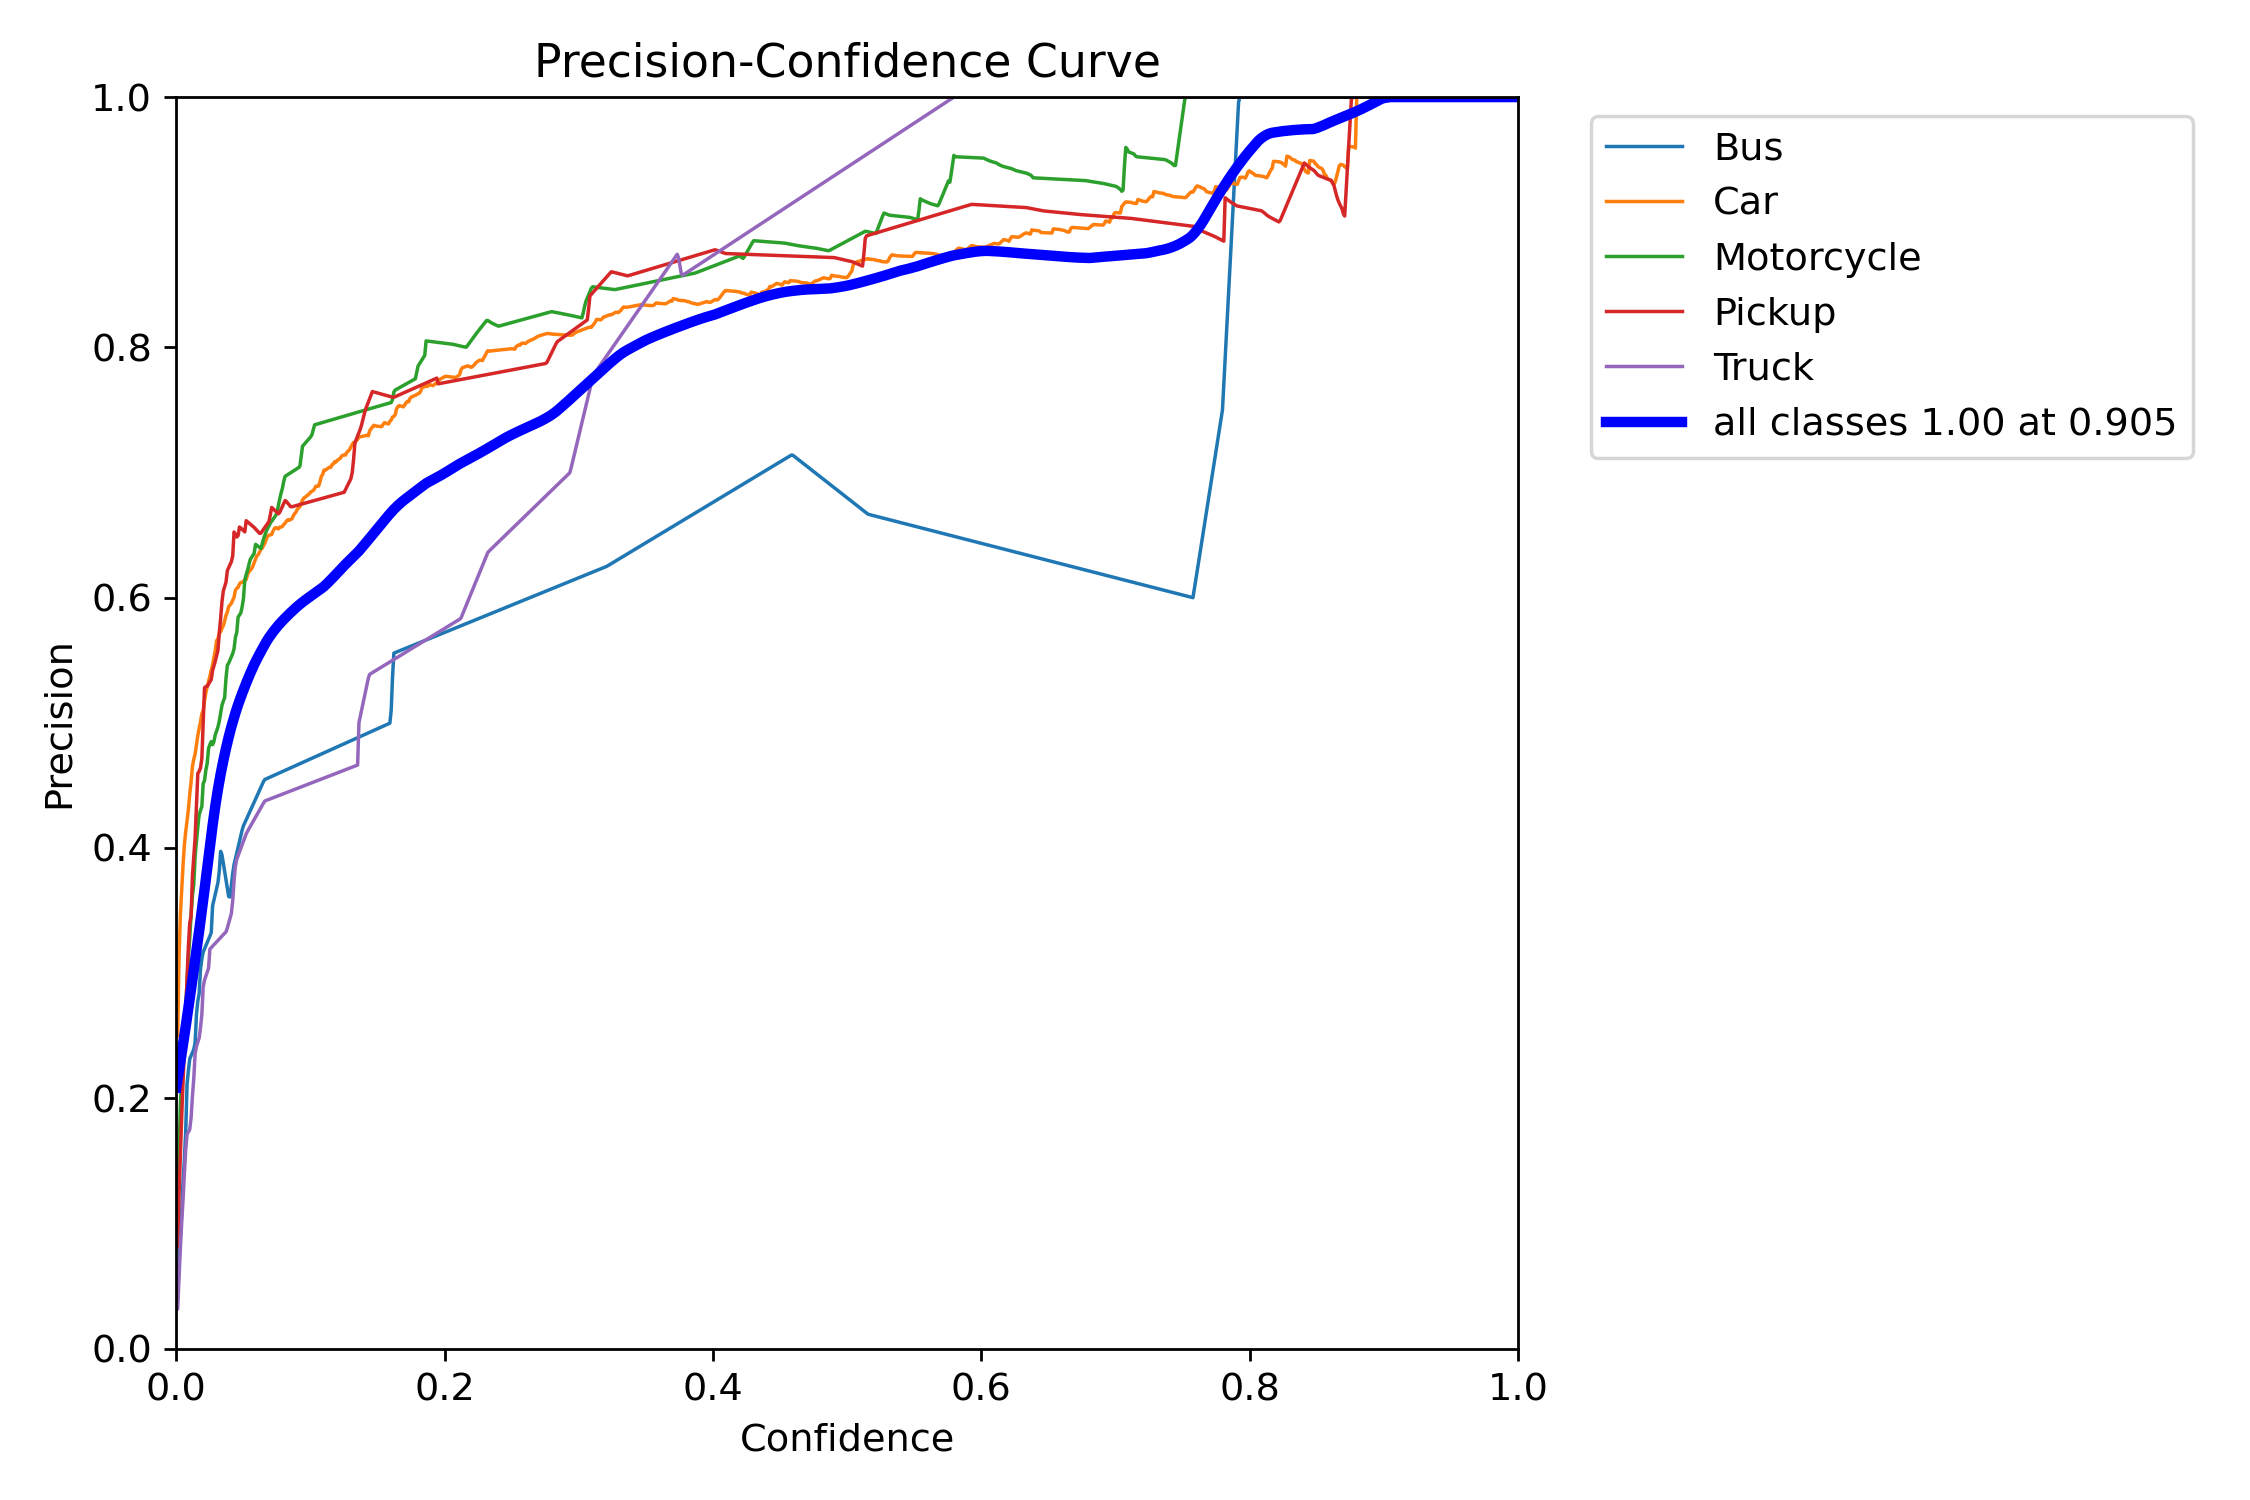 Precision-Confidence Curve
1.0
0.8
0.6
0.4
0.2
0.0
Precision
0.0 0.2 0.4 0.6 0.8 1.0
Confidence
Bus
Car
Motorcycle
Pickup
Truck
all classes 1.00 at 0.905